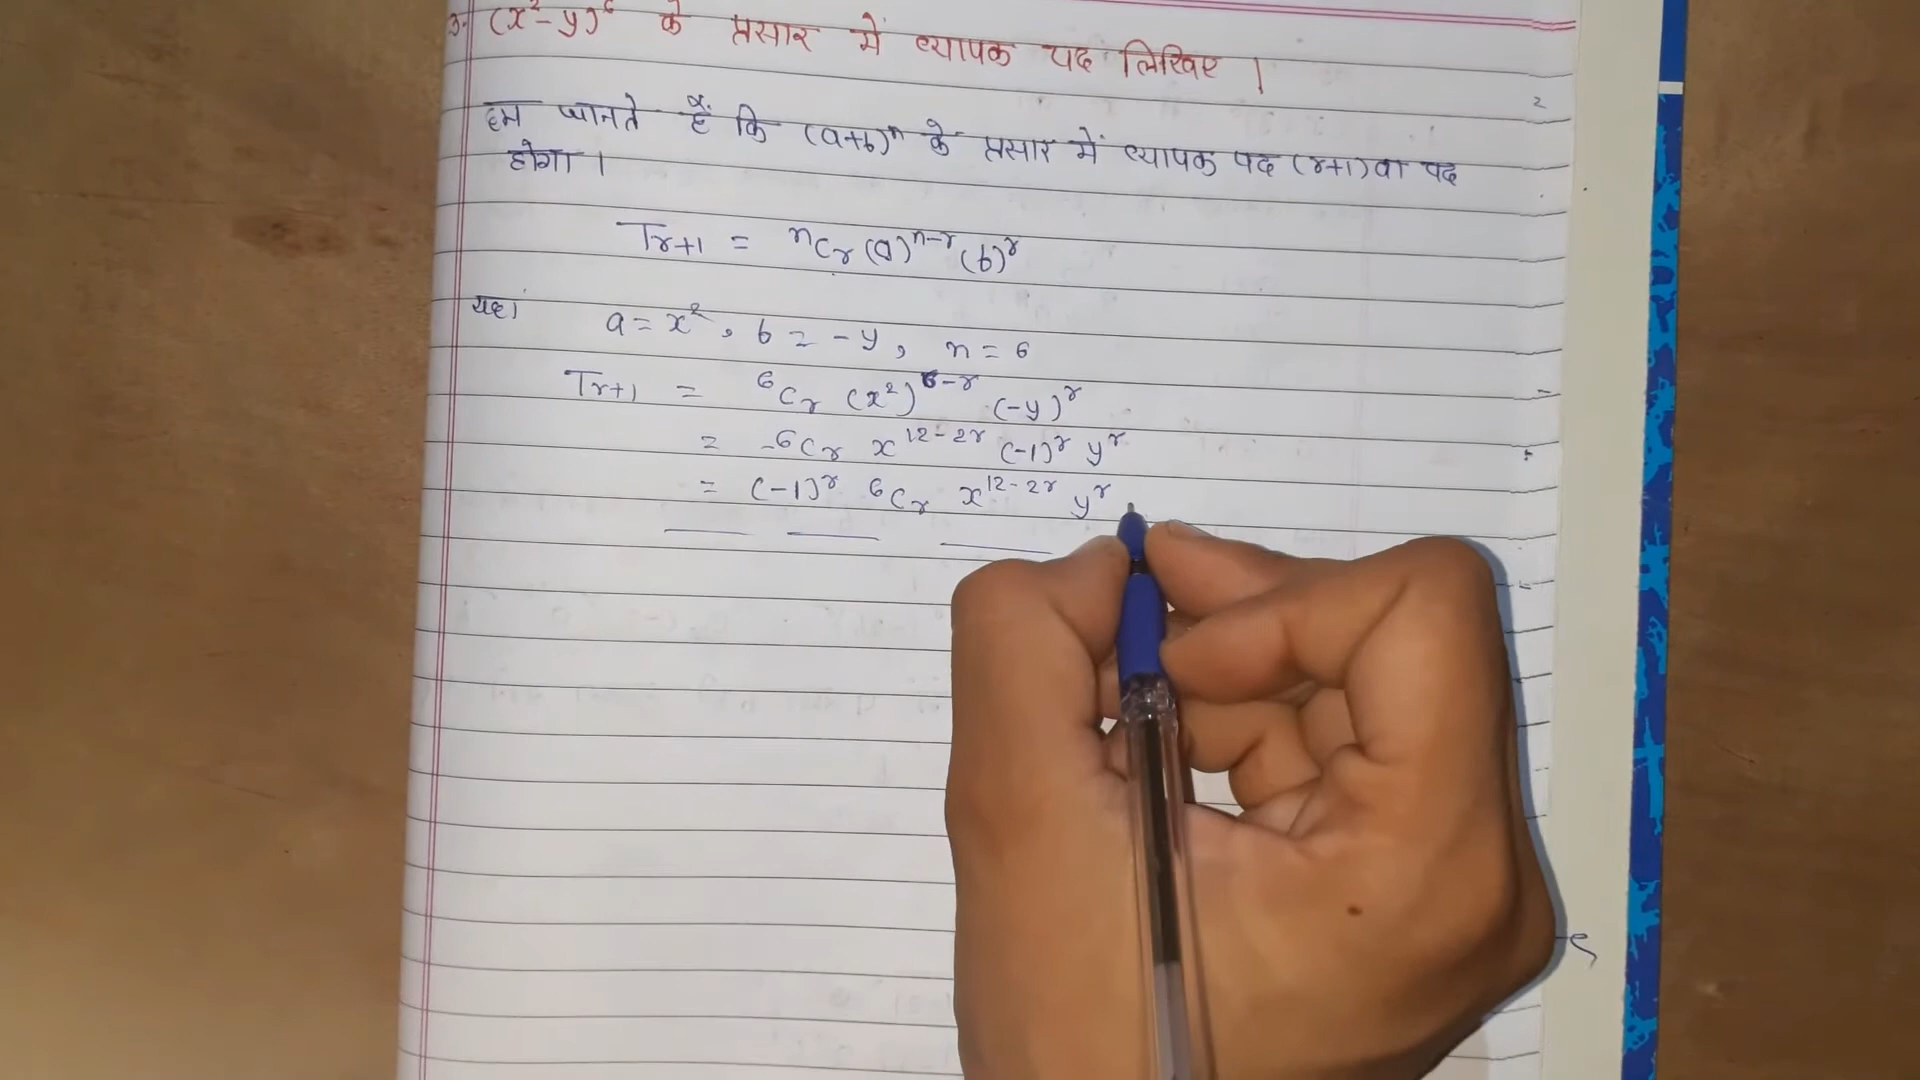 3. (x²-y)⁶ के प्रसार में व्यापक पद लिखिए ।
हम जानते हैं कि (a+b)ⁿ के प्रसार में व्यापक पद (r+1)वा पद
होगा ।
Tr+1 = ⁿCr (a)ⁿ⁻ʳ (b)ʳ
यहा
a = x², b = -y, n = 6
Tr+1 = ⁶Cr (x²)⁶⁻ʳ (-y)ʳ
= ⁶Cr x¹²⁻²ʳ (-1)ʳ yʳ
= (-1)ʳ ⁶Cr x¹²⁻²ʳ yʳ